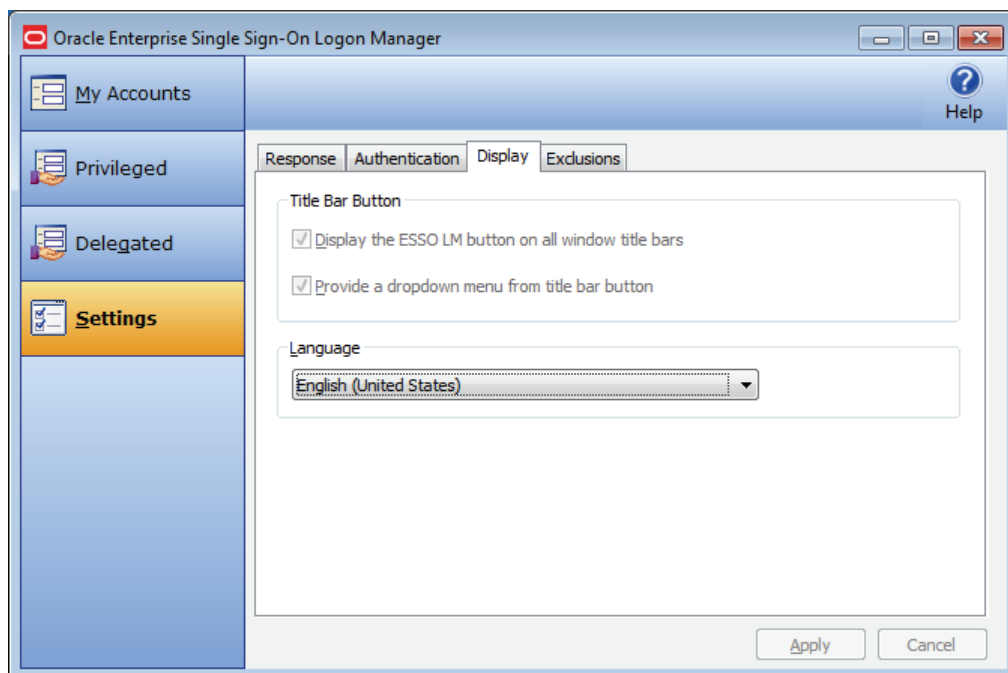 Oracle Enterprise Single Sign-On Logon Manager
My Accounts
Privileged
Delegated
Settings
Help
Response Authentication Display Exclusions
Title Bar Button
Display the ESSO LM button on all window title bars
Provide a dropdown menu from title bar button
Language
English (United States)
Apply Cancel